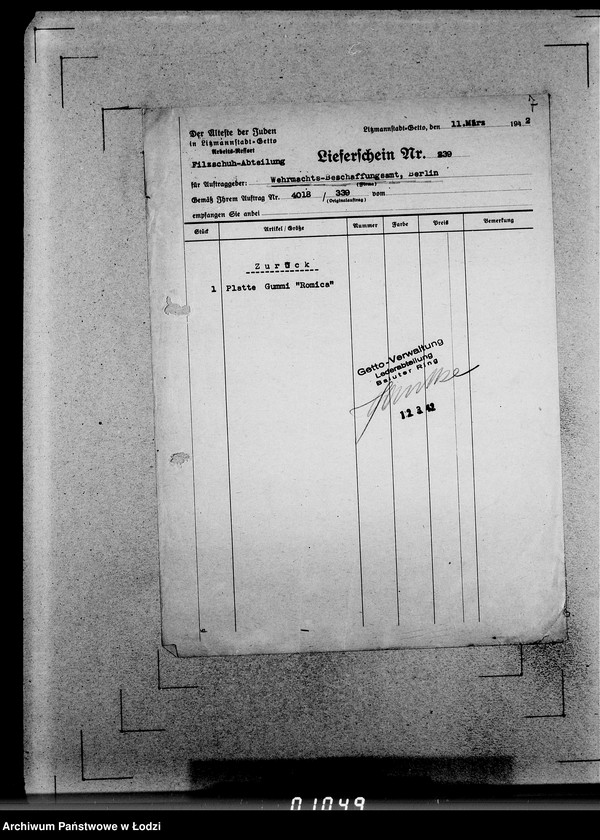 Der Älteste der Juden
in Litzmannstadt-Getto
Arbeits-Ressort
Filzschuh-Abteilung
Litzmannstadt-Getto, den 11.März 1942
Lieferschein Nr. 239
für Auftraggeber: Wehrmachts-Beschaffungsamt, Berlin
(Firma)
Gemäß Ihrem Auftrag Nr. 4018 / 339 vom
(Originalauftrag)
empfangen Sie anbei
Stück Artikel / Größe Nummer Farbe Preis Bemerkung
Zurück
1 Platte Gummi "Romica"
Getto-Verwaltung
Lederabteilung
Baluter Ring
12 3 42
01049
Archiwum Państwowe w Łodzi